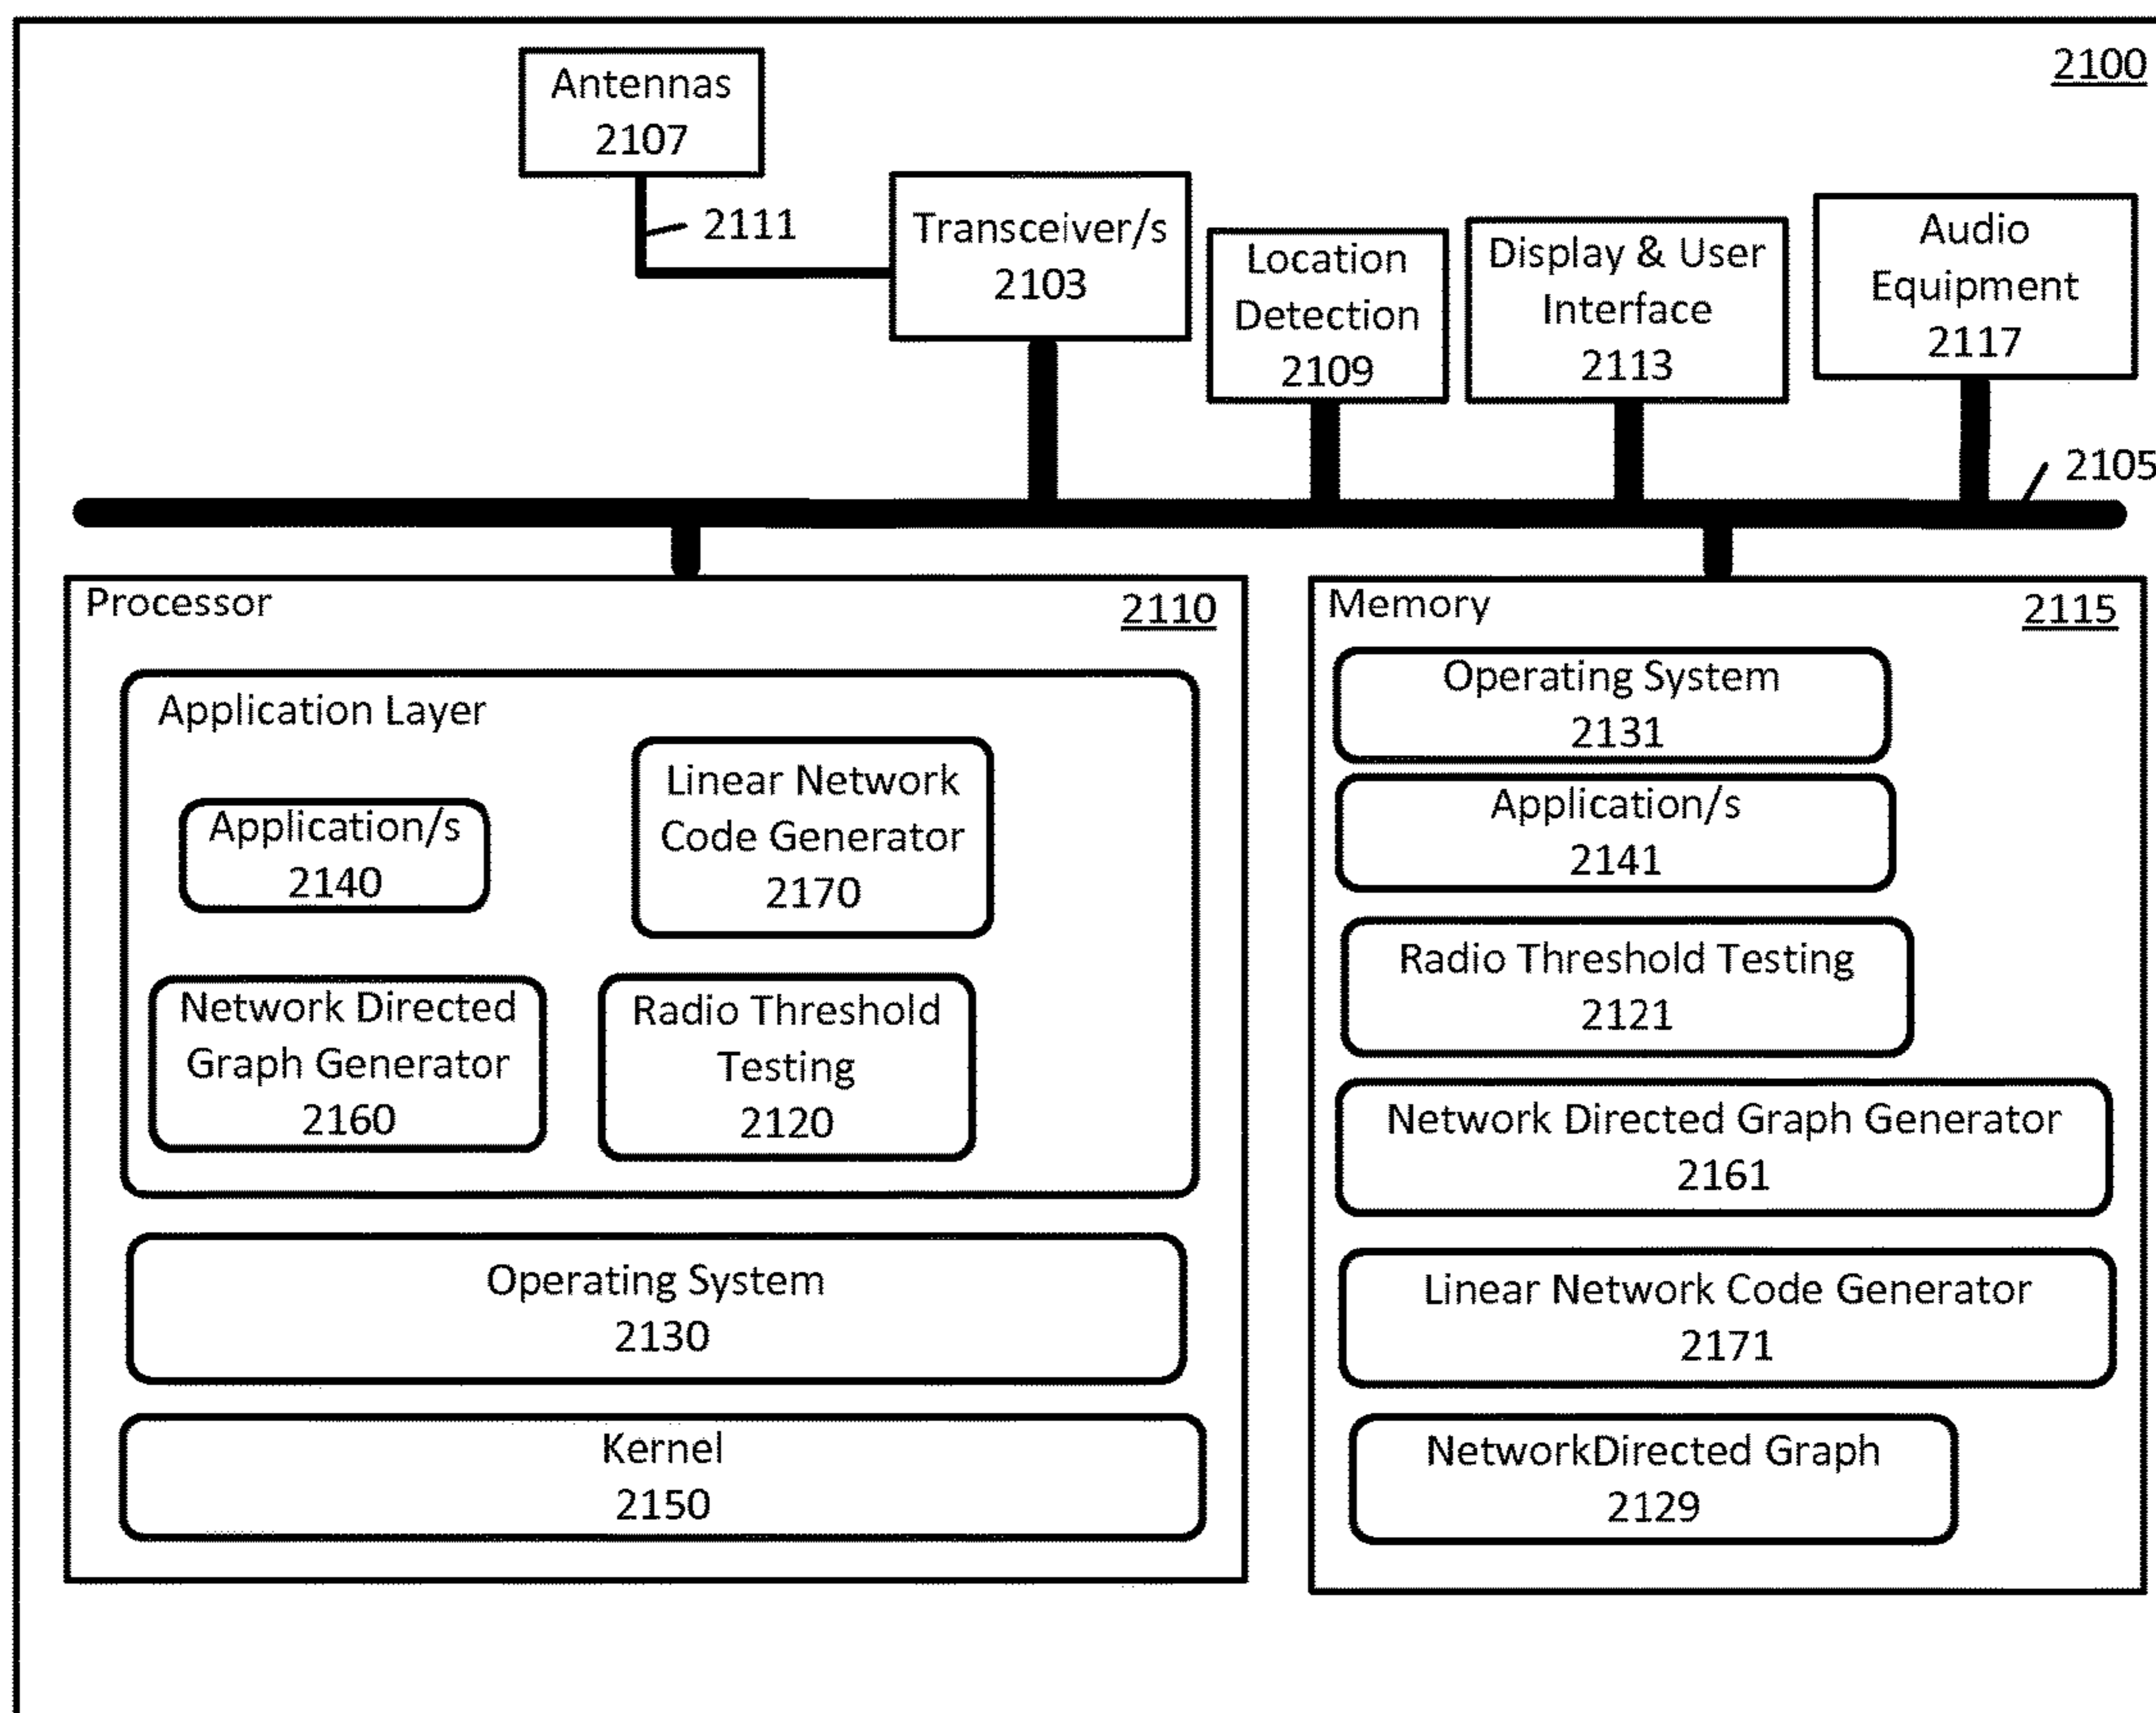 2100
Antennas
2107
2111
Transceiver/s
2103
Location
Detection
2109
Display & User
Interface
2113
Audio
Equipment
2117
2105
Processor
2110
Application Layer
Application/s
2140
Linear Network
Code Generator
2170
Network Directed
Graph Generator
2160
Radio Threshold
Testing
2120
Operating System
2130
Kernel
2150
Memory
2115
Operating System
2131
Application/s
2141
Radio Threshold Testing
2121
Network Directed Graph Generator
2161
Linear Network Code Generator
2171
NetworkDirected Graph
2129